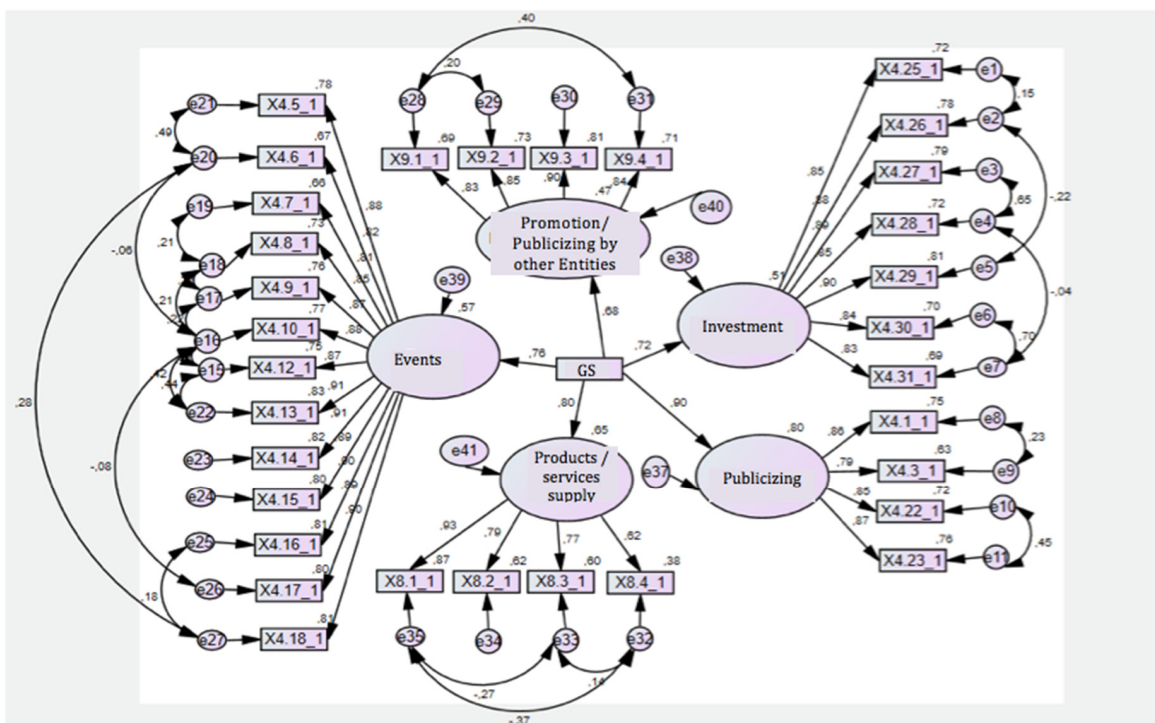 ,40
,20
e28
e29
e30
e31
,69
,73
,81
,71
X9.1_1
X9.2_1
X9.3_1
X9.4_1
,83
,85
,90
,84
,47
Promotion/
Publicizing by
other Entities
e40
e21
X4.5_1
,78
,49
e20
X4.6_1
,67
e19
X4.7_1
,66
,21
e18
X4.8_1
,73
-,06
e17
X4.9_1
,76
,21
e16
X4.10_1
,77
e15
X4.12_1
,75
,44
e22
X4.13_1
,83
e23
X4.14_1
,82
e24
X4.15_1
,80
e25
X4.16_1
,81
e26
X4.17_1
,80
e27
X4.18_1
,81
,28
-,08
,18
,88
,82
,81
,85
,87
,88
,87
,91
,91
,89
,90
,89
,90
e39
,57
Events
,76
GS
,68
,72
,80
,90
e38
,51
Investment
,85
,88
,89
,85
,90
,84
,83
,72
X4.25_1
e1
,15
,78
X4.26_1
e2
,79
X4.27_1
e3
-,22
,65
,72
X4.28_1
e4
,81
X4.29_1
e5
-,04
,70
X4.30_1
e6
,70
,69
X4.31_1
e7
e37
,80
Publicizing
,86
,79
,85
,87
,75
X4.1_1
e8
,23
,63
X4.3_1
e9
,72
X4.22_1
e10
,45
,76
X4.23_1
e11
e41
,65
Products /
services
supply
,93
,79
,77
,62
,87
,62
,60
,38
X8.1_1
X8.2_1
X8.3_1
X8.4_1
e35
e34
e33
e32
-,27
,14
-,37